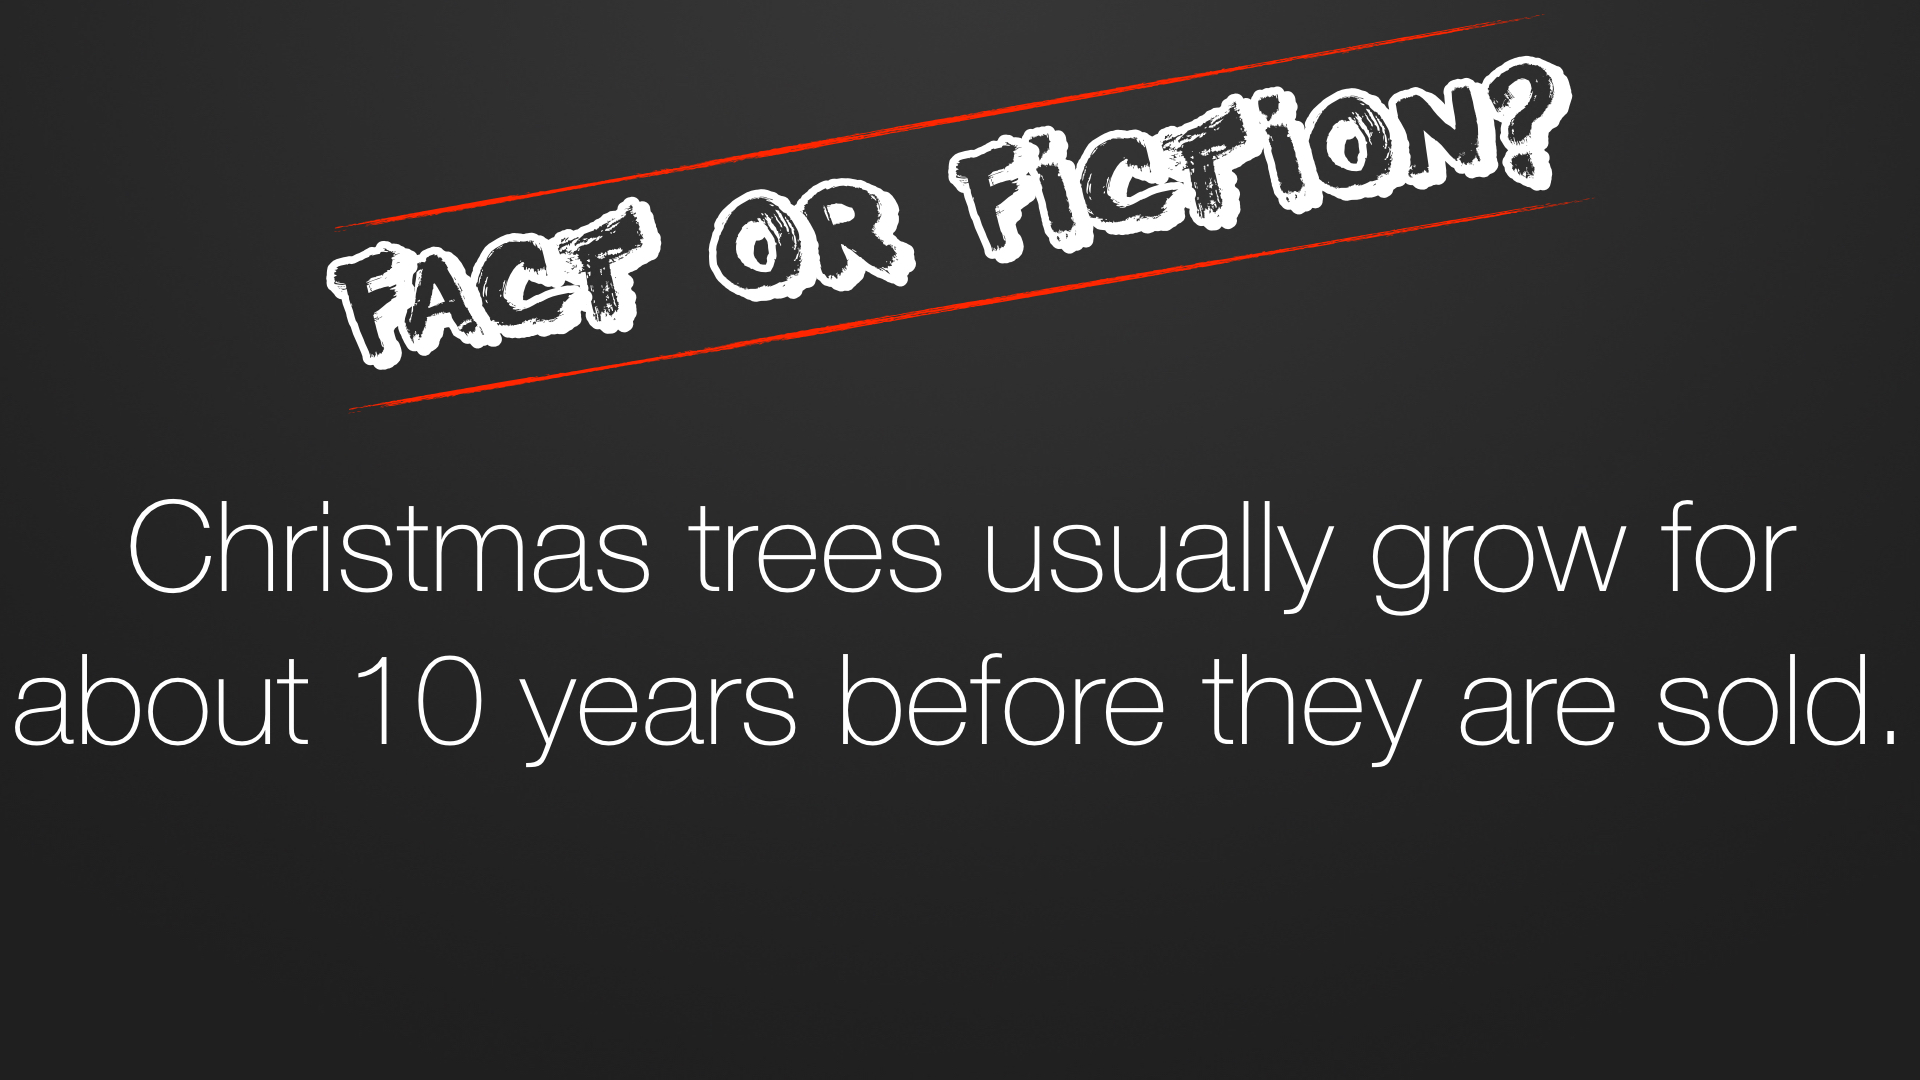 FACT OR FiCTiON?
Christmas trees usually grow for
about 10 years before they are sold.